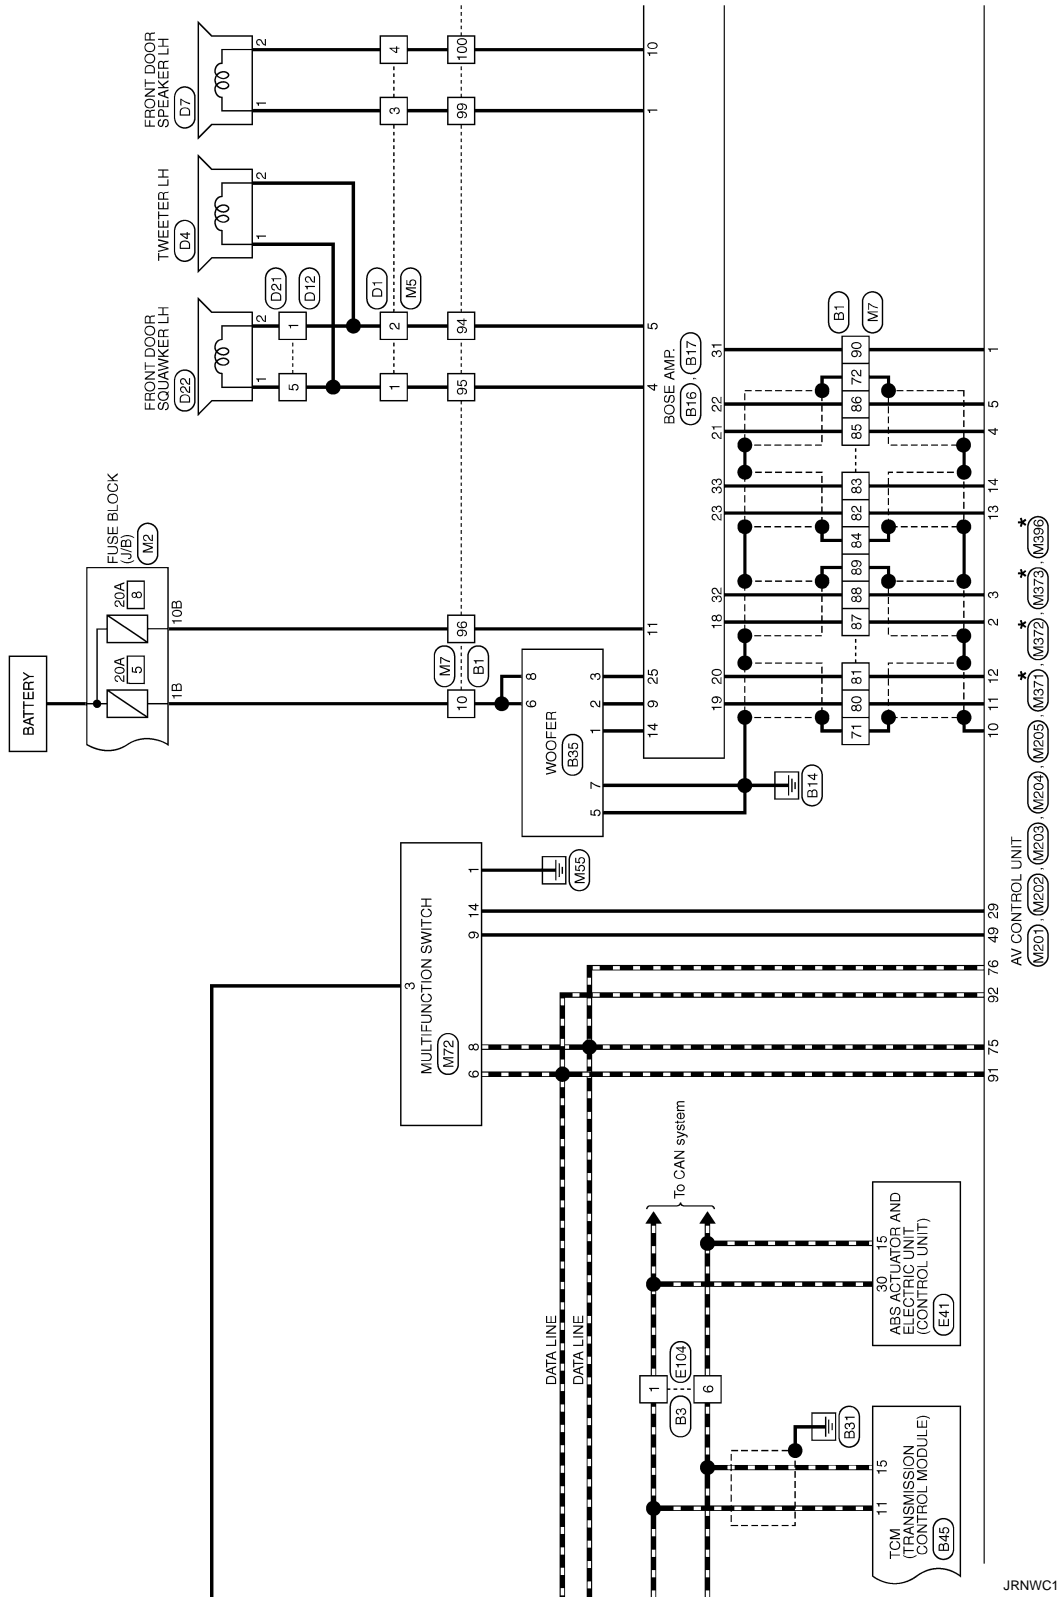 BATTERY
FUSE BLOCK
(J/B)
M2
20A
5
20A
8
1B
10B
FRONT DOOR
SQUAWKER LH
D22
1
2
TWEETER LH
D4
1
2
FRONT DOOR
SPEAKER LH
D7
1
2
5
1
D21
D12
1
2
D1
M5
3
4
M7
B1
10
96
95
94
99
100
WOOFER
B35
6
8
5
7
1
2
3
14
9
25
11
4
5
1
10
BOSE AMP.
B16 , B17
19
20
18
32
23
33
21
22
31
B14
71
80
81
87
88
89
84
82
83
85
86
72
90
B1
M7
10
11
12
2
3
13
14
4
5
1
MULTIFUNCTION SWITCH
M72
3
6
8
9
14
1
M55
91
75
92
76
49
29
AV CONTROL UNIT
M201 , M202 , M203 , M204 , M205 , M371 , M372 , M373 , M396
* * * *
DATA LINE
DATA LINE
To CAN system
1
6
B3
E104
TCM
(TRANSMISSION
CONTROL MODULE)
B45
11
15
B31
ABS ACTUATOR AND
ELECTRIC UNIT
(CONTROL UNIT)
E41
30
15
JRNWC1